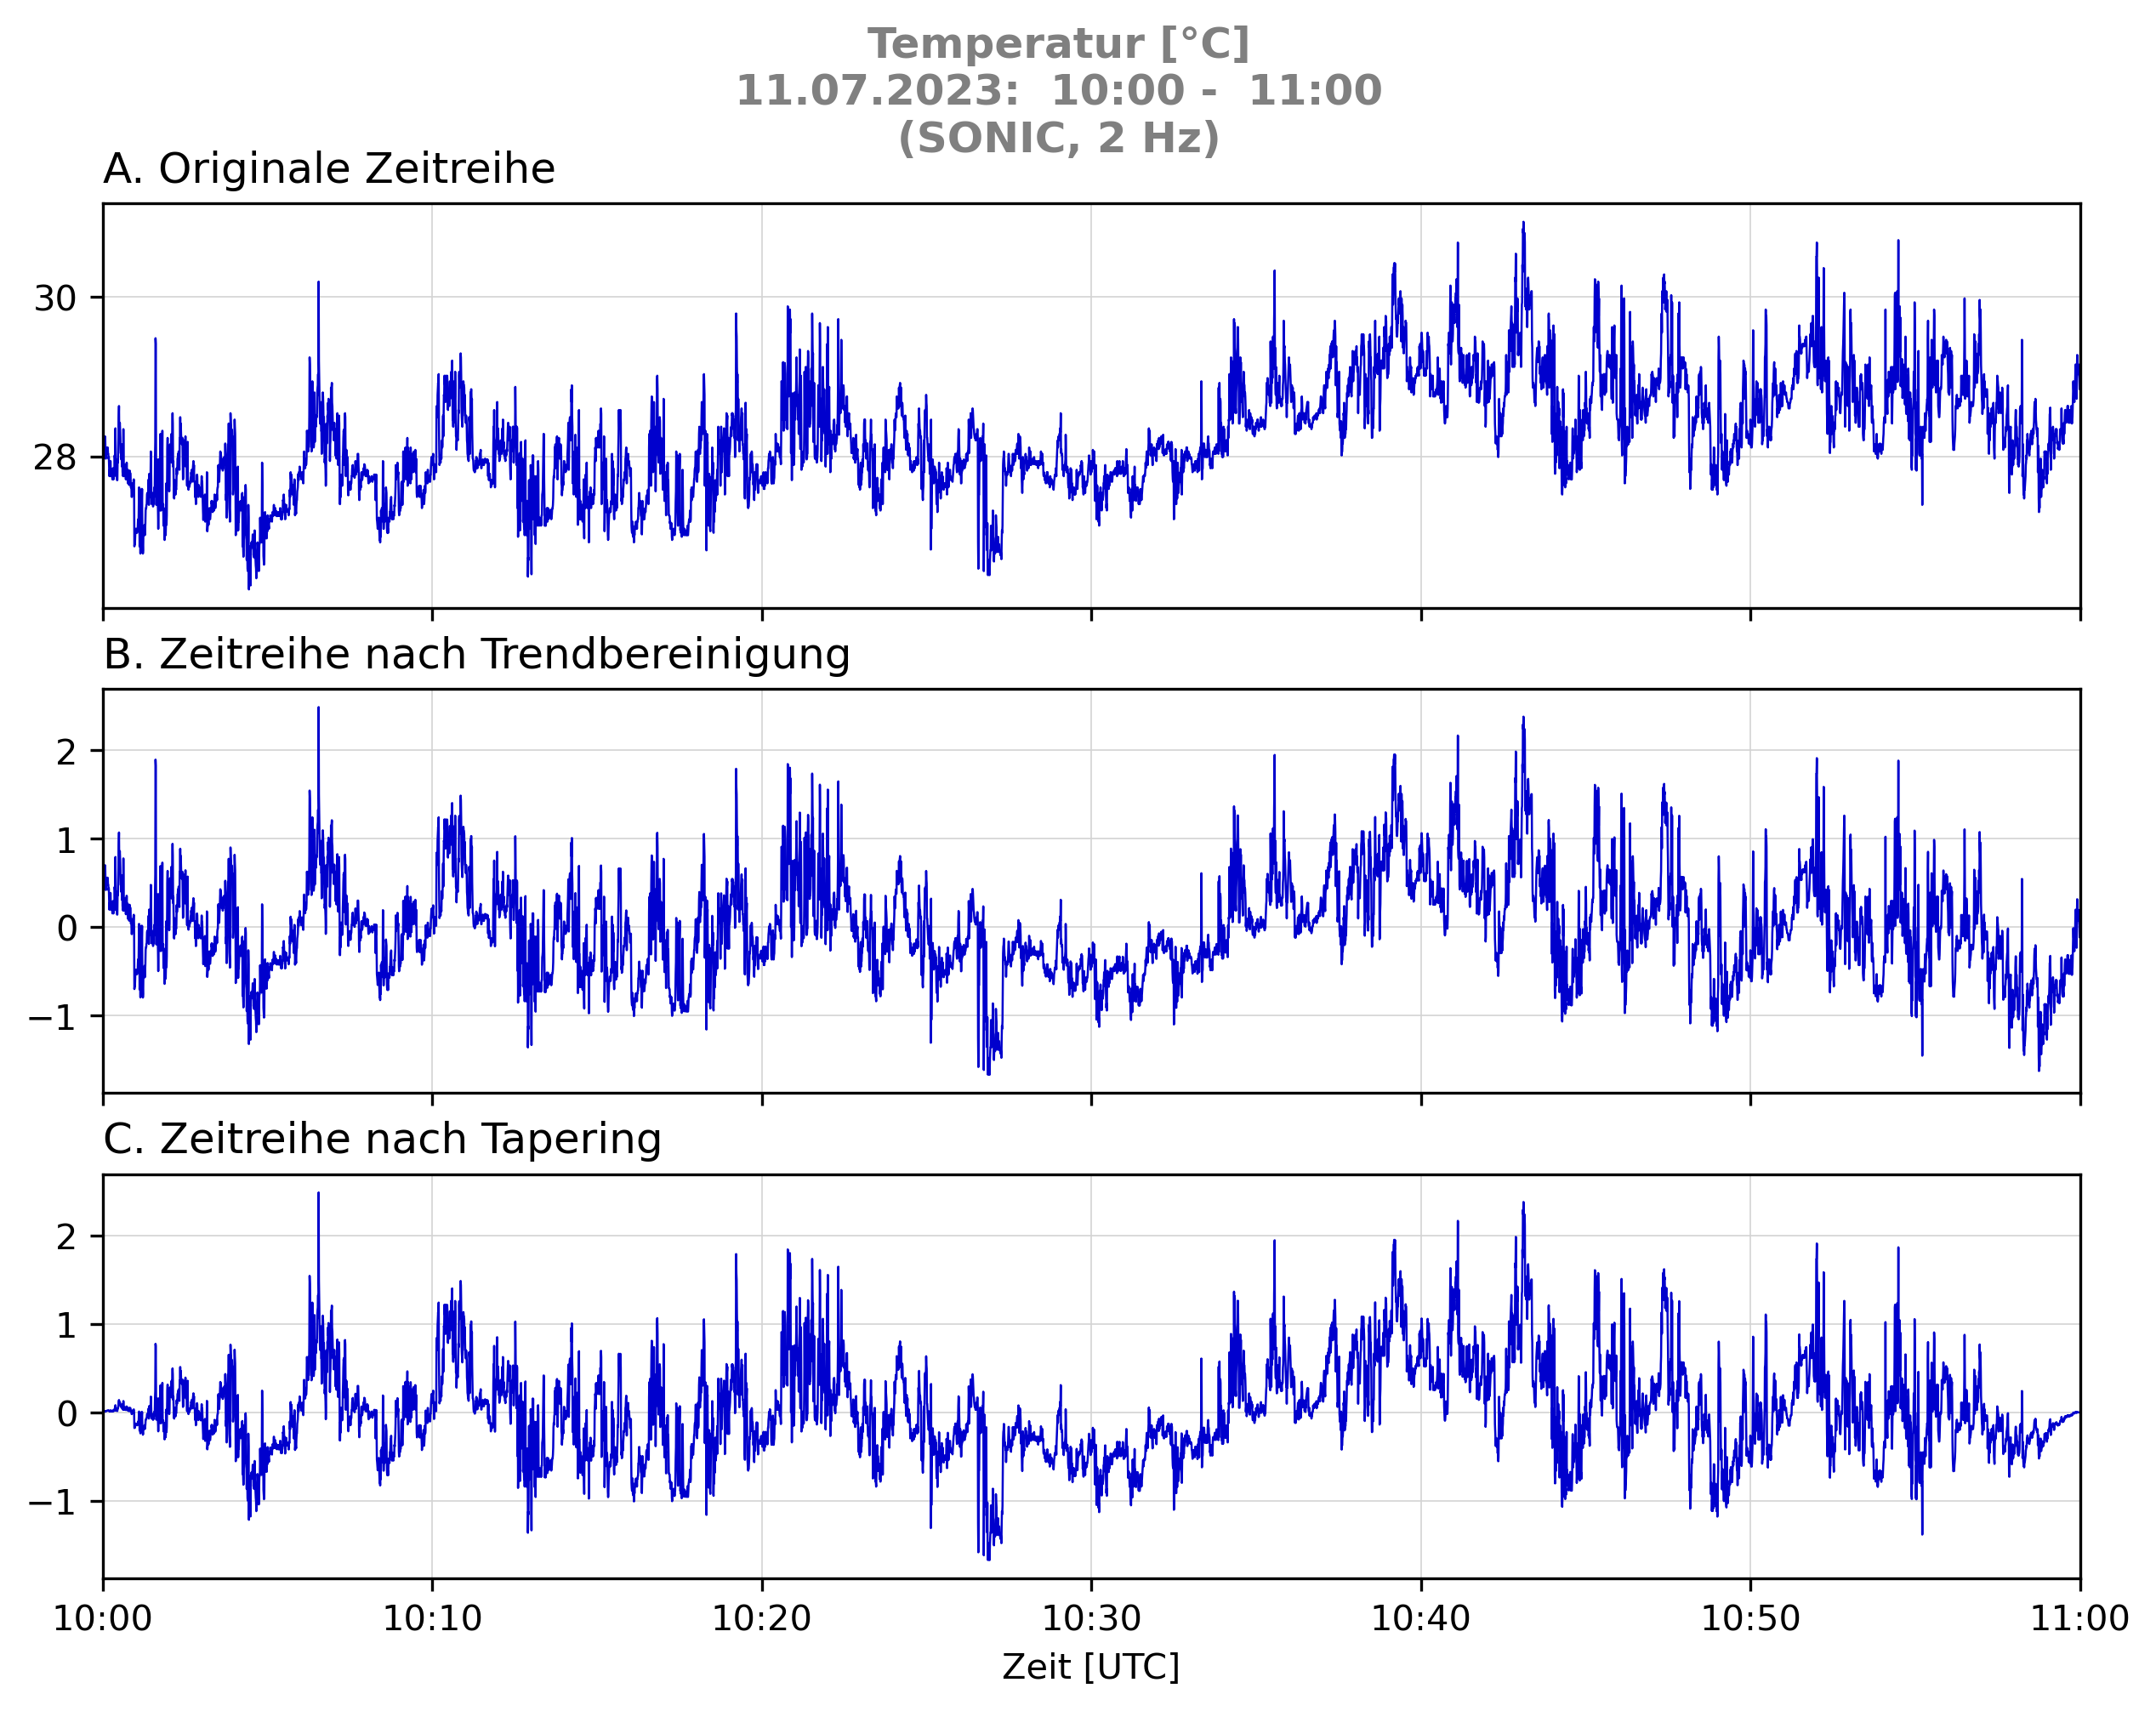 Temperatur [°C]
11.07.2023:  10:00 -  11:00
(SONIC, 2 Hz)
A. Originale Zeitreihe
30
28
B. Zeitreihe nach Trendbereinigung
2
1
0
−1
C. Zeitreihe nach Tapering
2
1
0
−1
10:00 10:10 10:20 10:30 10:40 10:50 11:00
Zeit [UTC]